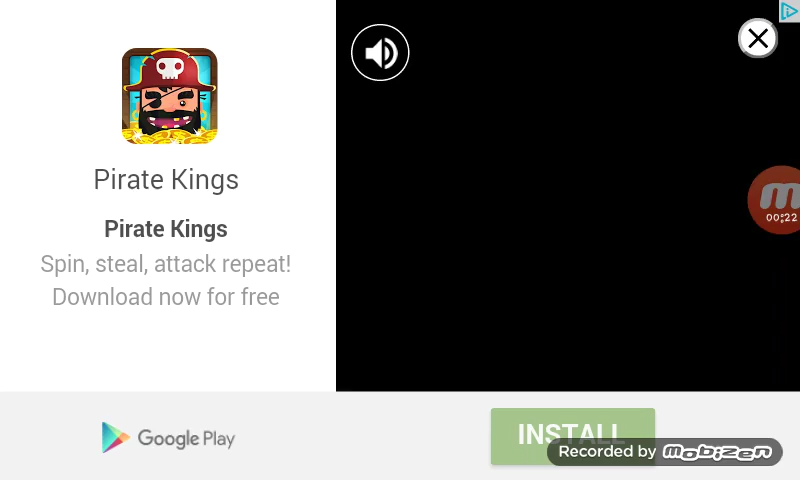 Pirate Kings
Pirate Kings
Spin, steal, attack repeat!
Download now for free
m
00:22
Google Play
INSTALL
Recorded by mobizen